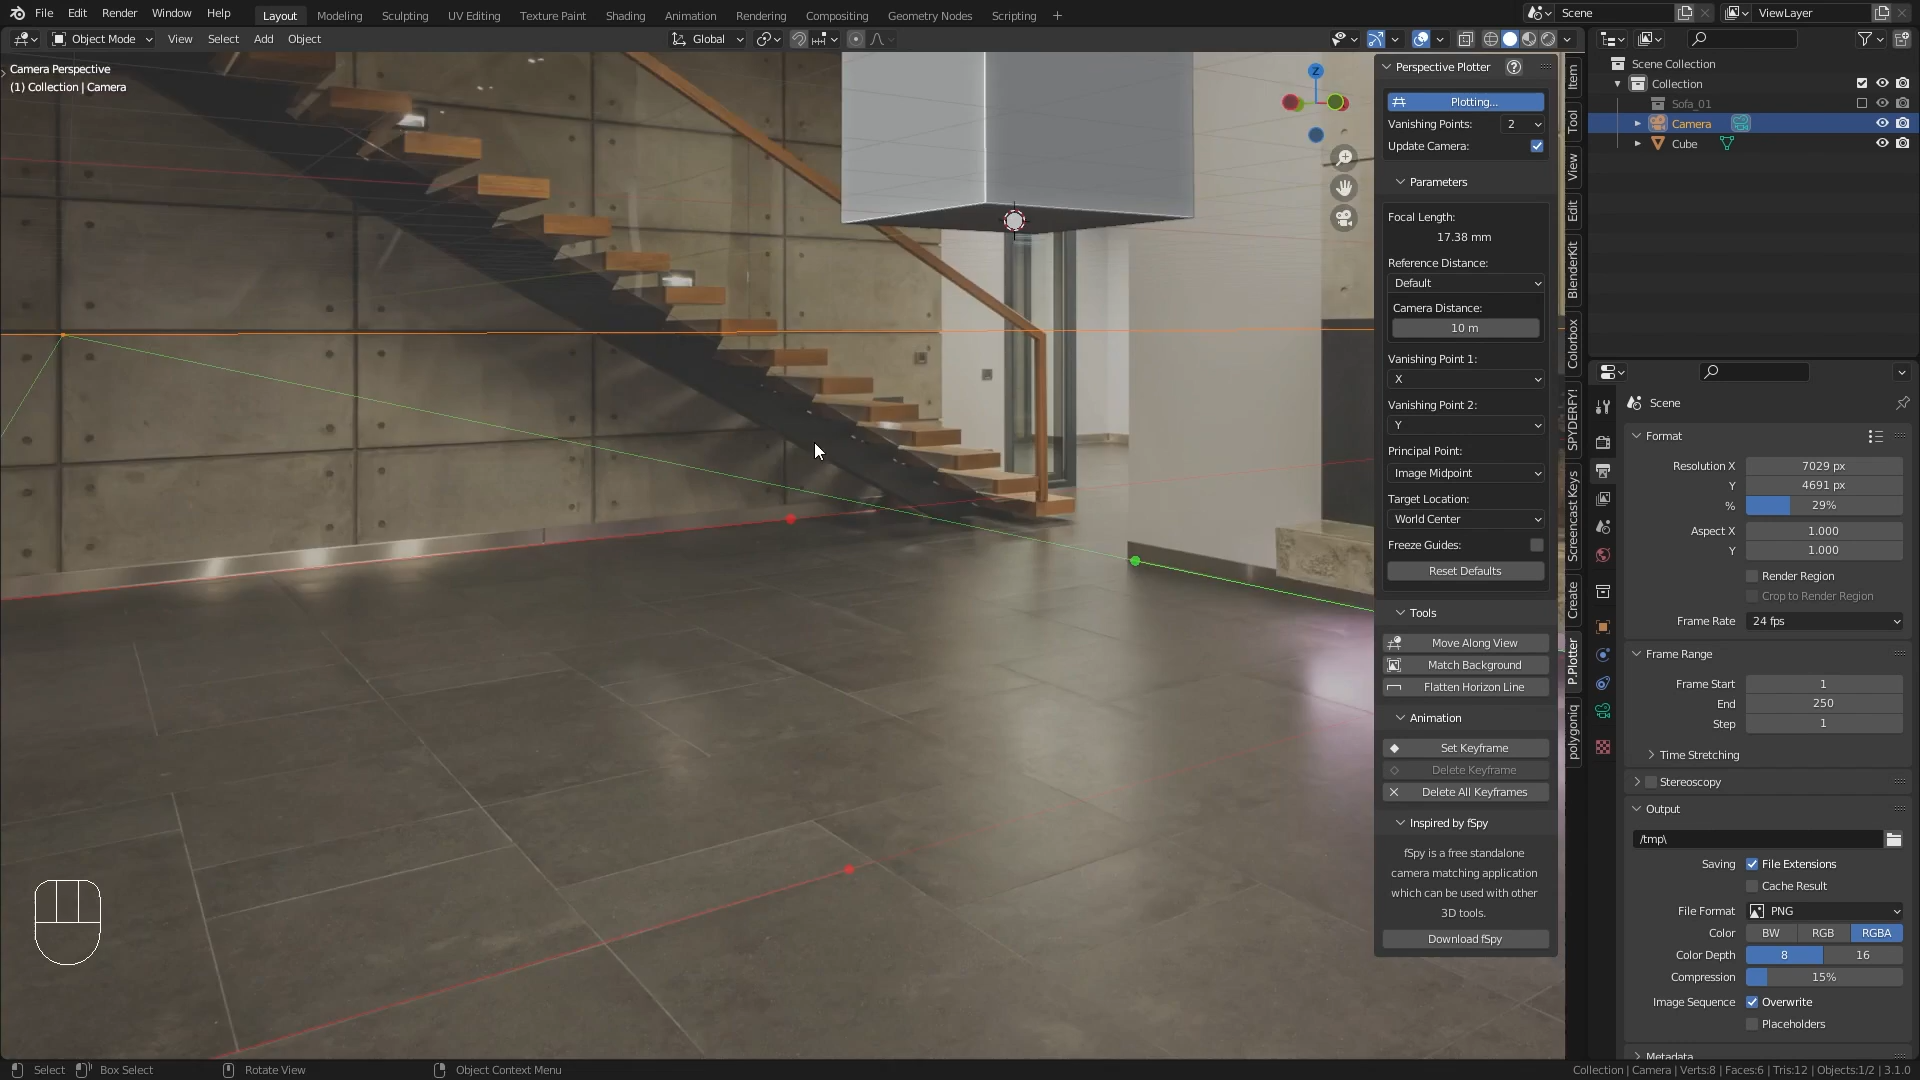 File Edit Render Window Help Layout Modeling Sculpting UV Editing Texture Paint Shading Animation Rendering Compositing Geometry Nodes Scripting + Scene ViewLayer
Object Mode View Select Add Object Global
Camera Perspective
(1) Collection | Camera
Perspective Plotter
Plotting...
Vanishing Points: 2
Update Camera:
Parameters
Focal Length:
17.38 mm
Reference Distance:
Default
Camera Distance:
10 m
Vanishing Point 1:
X
Vanishing Point 2:
Y
Principal Point:
Image Midpoint
Target Location:
World Center
Freeze Guides:
Reset Defaults
Tools
Move Along View
Match Background
Flatten Horizon Line
Animation
Set Keyframe
Delete Keyframe
Delete All Keyframes
Inspired by fSpy
fSpy is a free standalone
camera matching application
which can be used with other
3D tools.
Download fSpy
Z
Item
Tool
View
Edit
BlenderKit
Colorbox
SPYDERFY!
Screencast Keys
Create
P.Plotter
polygoniq
Scene Collection
Collection
Sofa_01
Camera
Cube
Scene
Format
Resolution X 7029 px
Y 4691 px
% 29%
Aspect X 1.000
Y 1.000
Render Region
Crop to Render Region
Frame Rate 24 fps
Frame Range
Frame Start 1
End 250
Step 1
Time Stretching
Stereoscopy
Output
/tmp\
Saving File Extensions
Cache Result
File Format PNG
Color BW RGB RGBA
Color Depth 8 16
Compression 15%
Image Sequence Overwrite
Placeholders
Metadata
Select Box Select Rotate View Object Context Menu Collection | Camera | Verts:8 | Faces:6 | Tris:12 | Objects:1/2 | 3.1.0